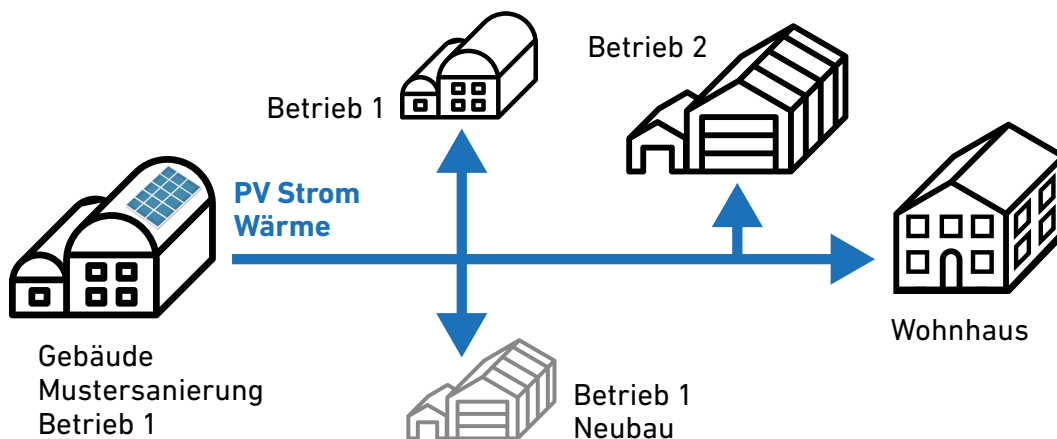 Betrieb 2
Betrieb 1
PV Strom
Wärme
Gebäude
Mustersanierung
Betrieb 1
Wohnhaus
Betrieb 1
Neubau